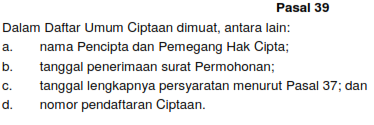 Pasal 39
Dalam Daftar Umum Ciptaan dimuat, antara lain:
a. nama Pencipta dan Pemegang Hak Cipta;
b. tanggal penerimaan surat Permohonan;
c. tanggal lengkapnya persyaratan menurut Pasal 37; dan
d. nomor pendaftaran Ciptaan.